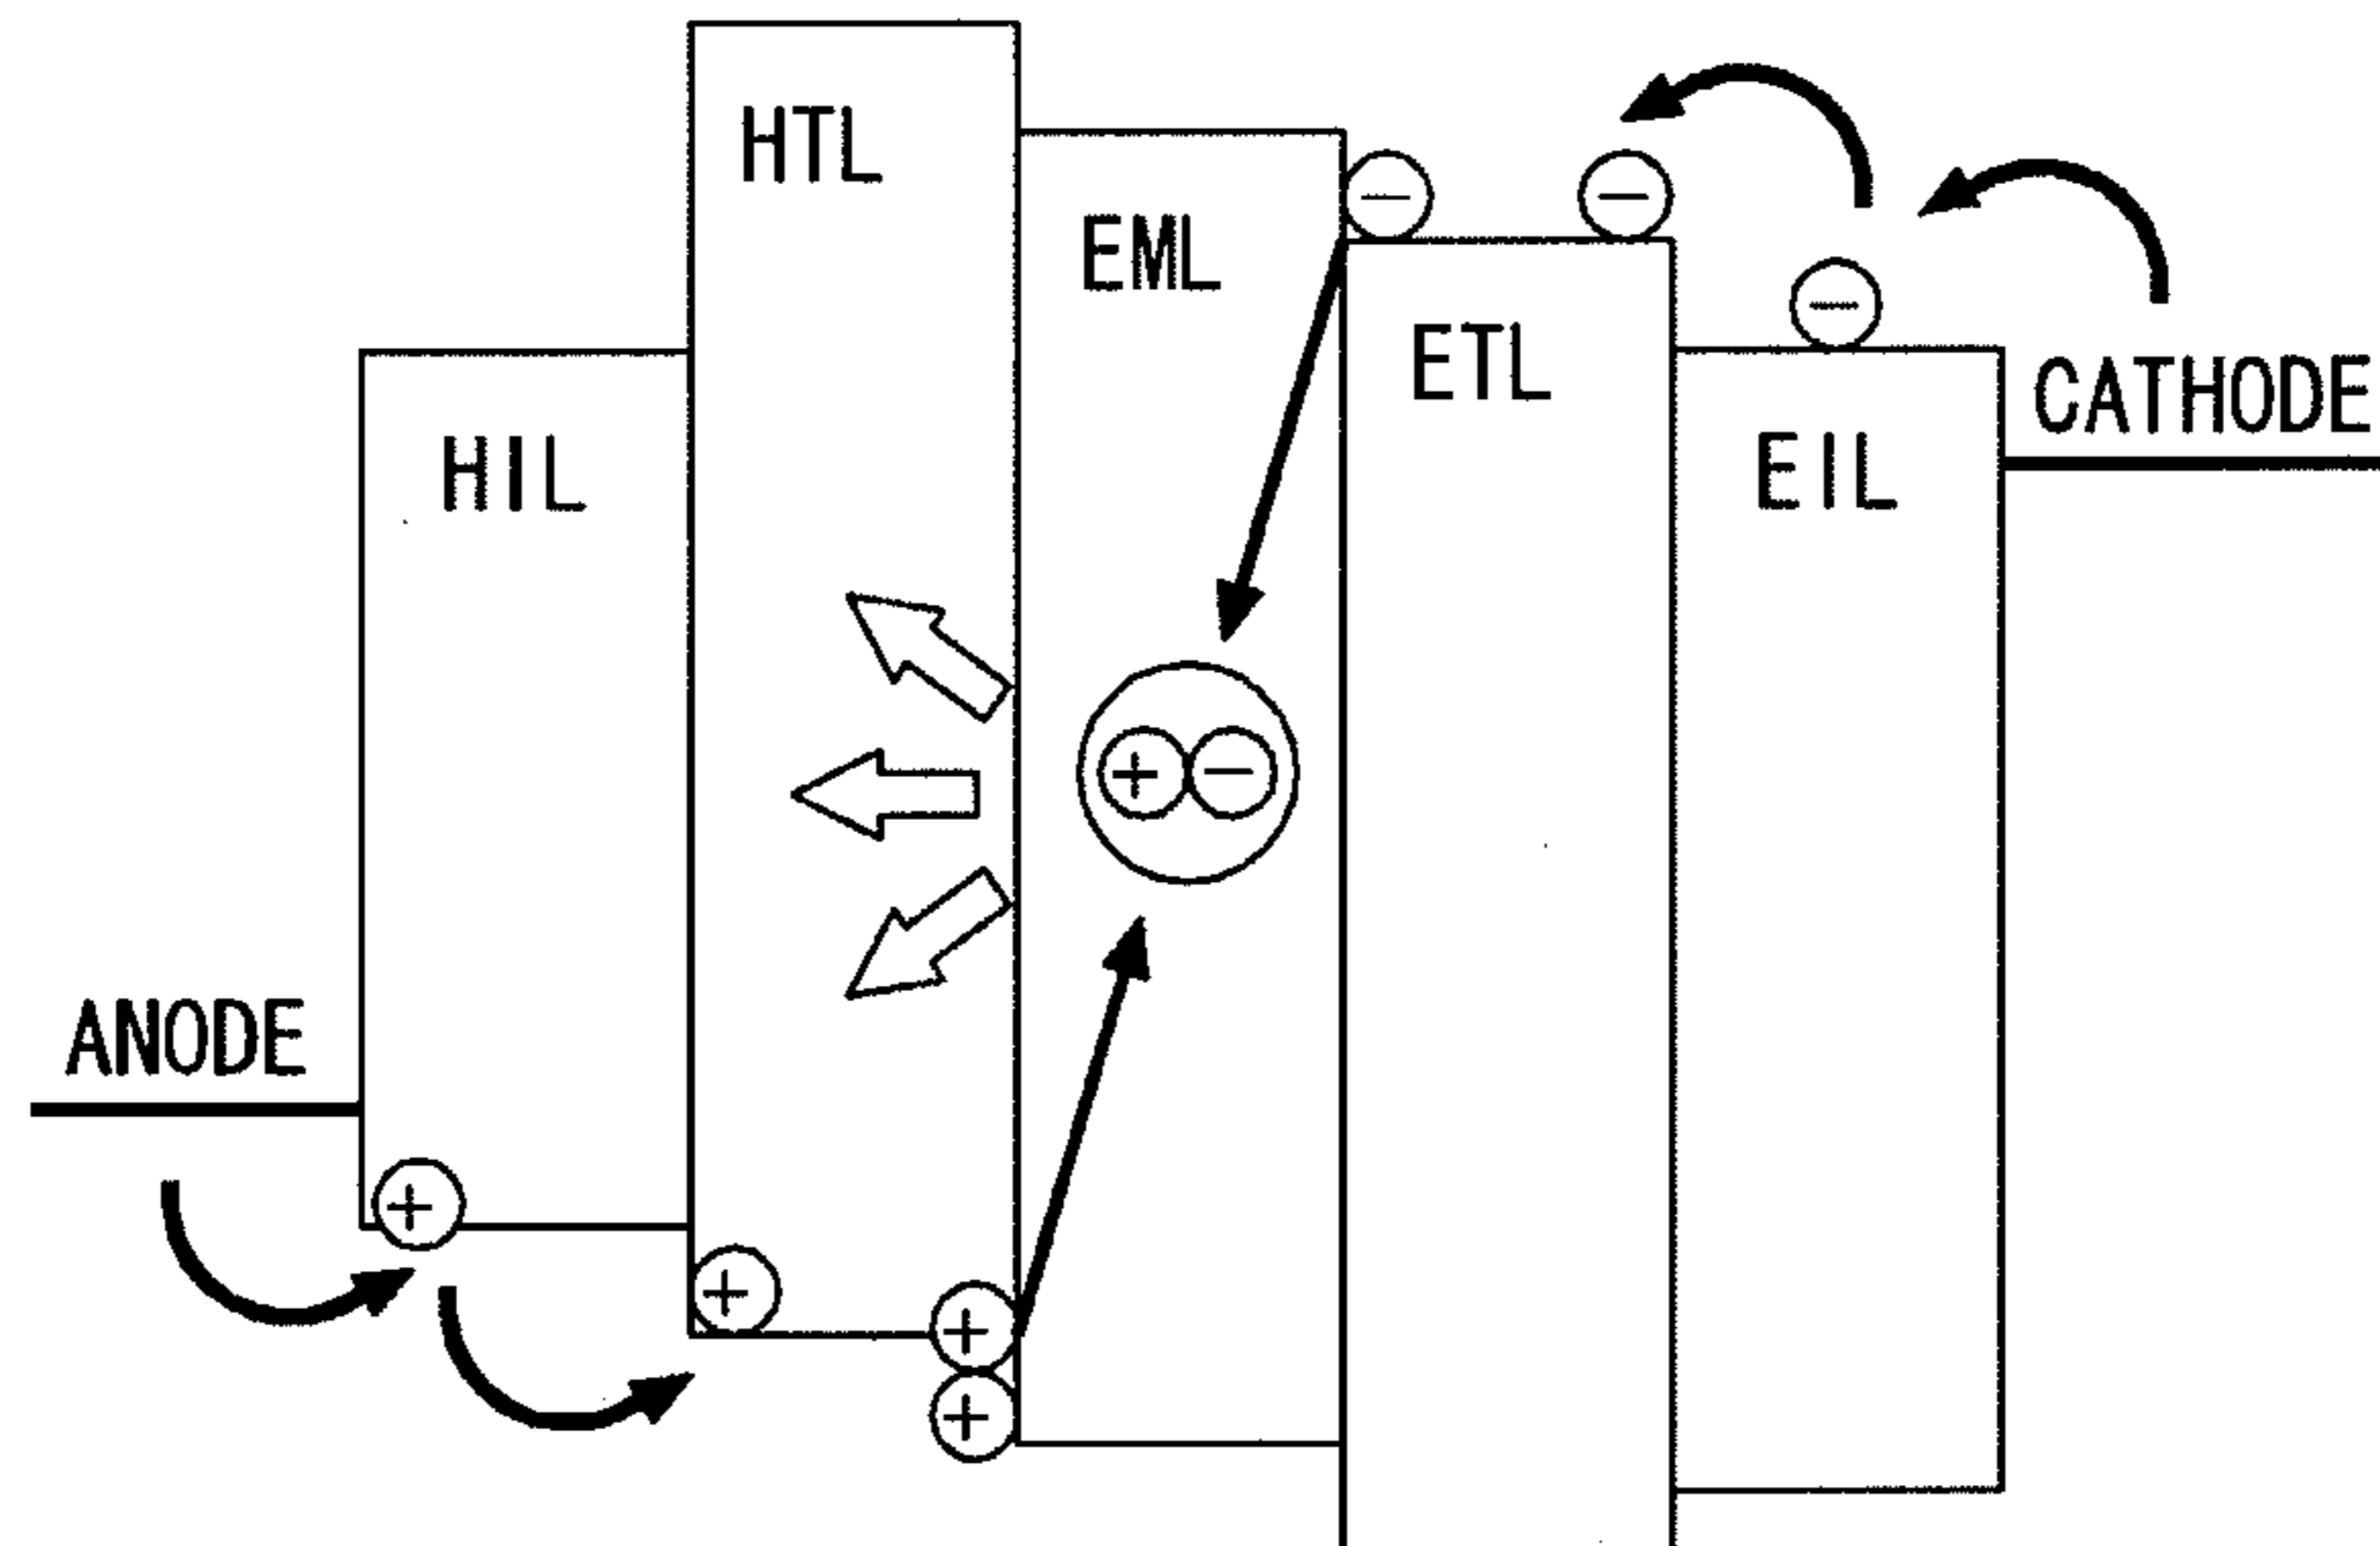 HTL
EML
ETL
CATHODE
HIL
EIL
− − −
+ −
ANODE
+
+
+
+